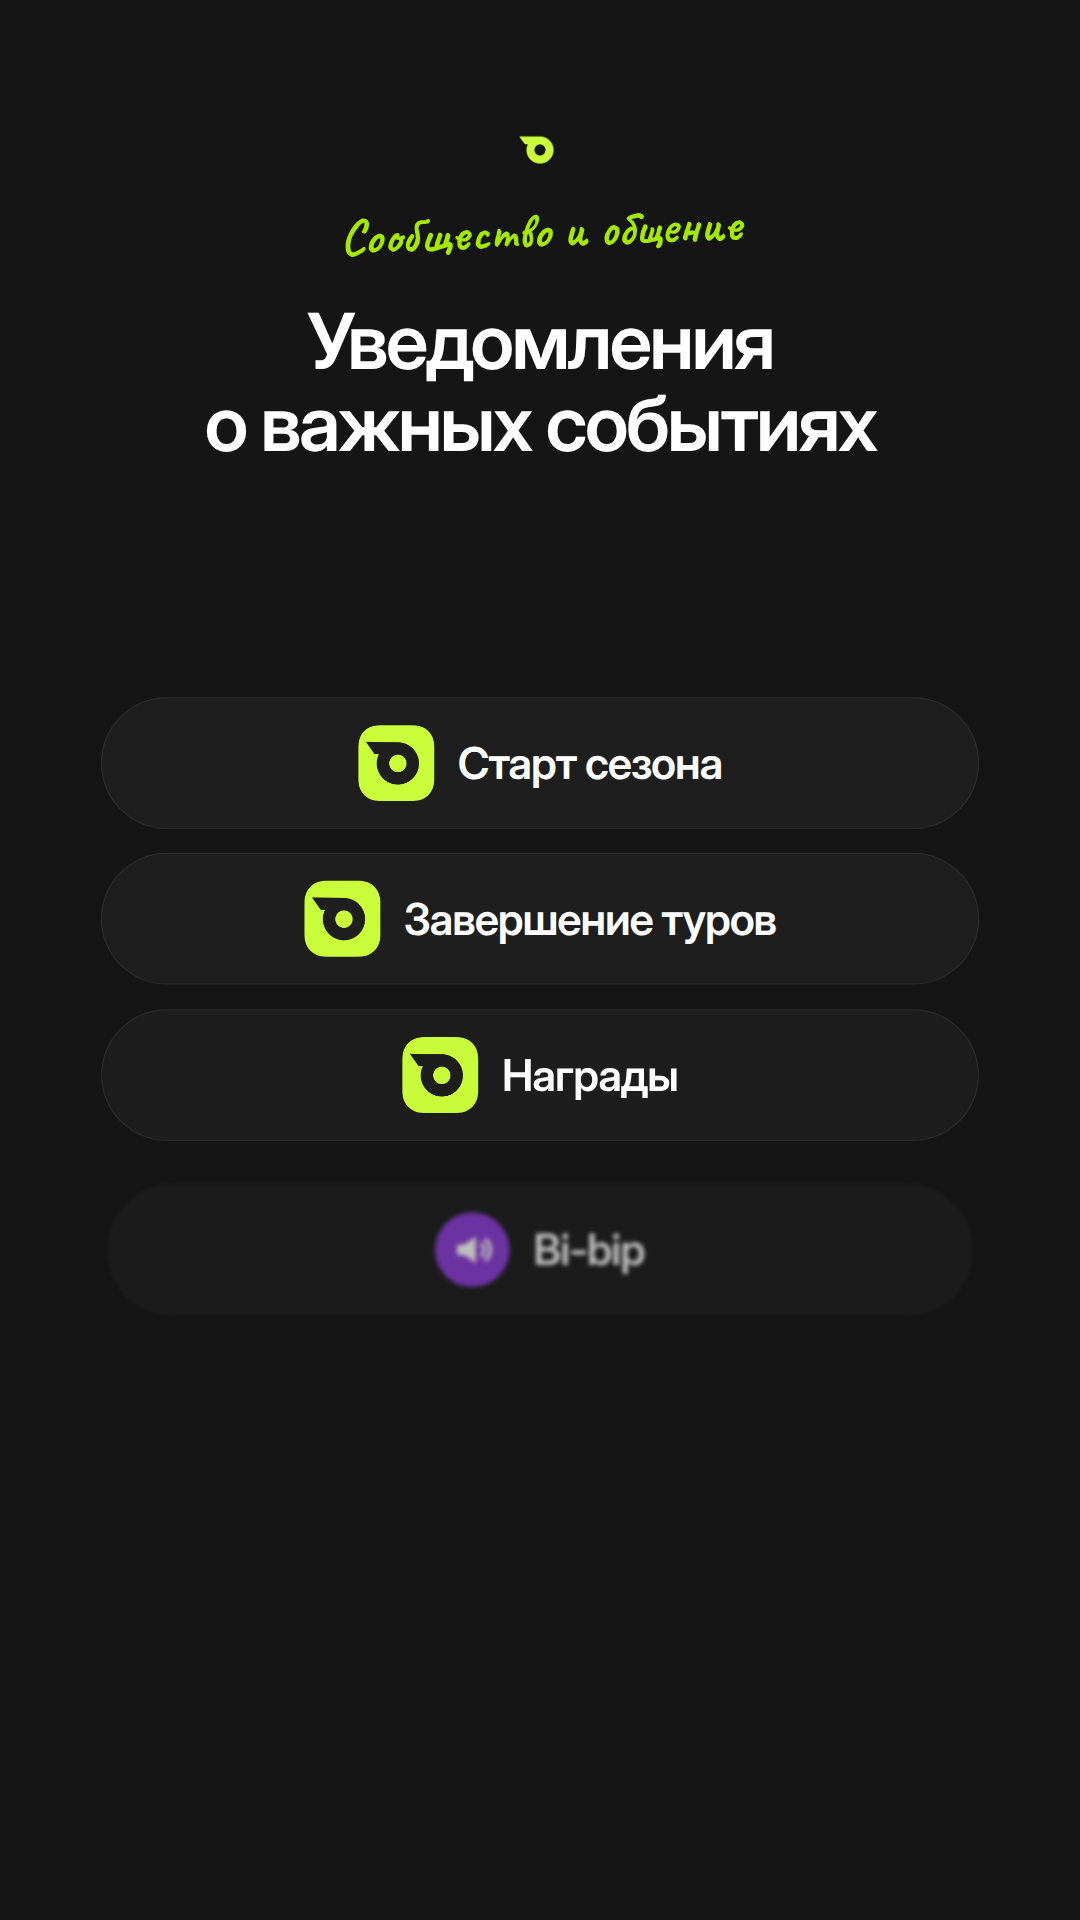 Сообщество и общение
Уведомления
о важных событиях
Старт сезона
Завершение туров
Награды
Bi-bip